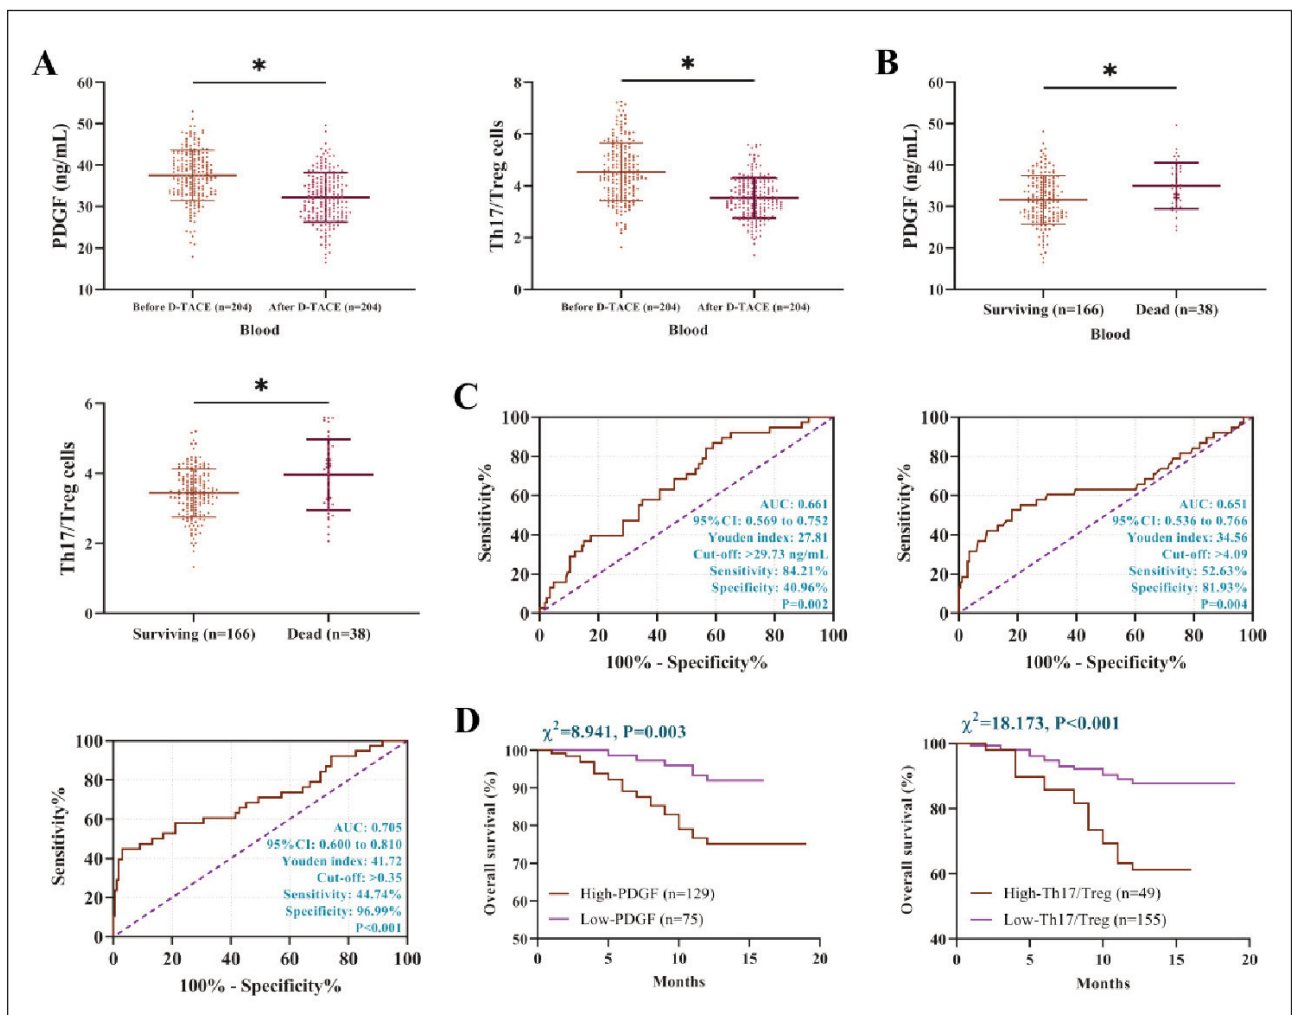 A
*
PDGF (ng/mL)
60
50
40
30
20
10
Before D-TACE (n=204) After D-TACE (n=204)
Blood
*
Th17/Treg cells
8
6
4
2
0
Before D-TACE (n=204) After D-TACE (n=204)
Blood
B
*
PDGF (ng/mL)
60
50
40
30
20
10
Surviving (n=166) Dead (n=38)
Blood
*
Th17/Treg cells
6
4
2
0
Surviving (n=166) Dead (n=38)
C
Sensitivity%
100
80
60
40
20
0
AUC: 0.661
95%CI: 0.569 to 0.752
Youden index: 27.81
Cut-off: >29.73 ng/mL
Sensitivity: 84.21%
Specificity: 40.96%
P=0.002
0 20 40 60 80 100
100% - Specificity%
Sensitivity%
100
80
60
40
20
0
AUC: 0.651
95%CI: 0.536 to 0.766
Youden index: 34.56
Cut-off: >4.09
Sensitivity: 52.63%
Specificity: 81.93%
P=0.004
0 20 40 60 80 100
100% - Specificity%
Sensitivity%
100
80
60
40
20
0
AUC: 0.705
95%CI: 0.600 to 0.810
Youden index: 41.72
Cut-off: >0.35
Sensitivity: 44.74%
Specificity: 96.99%
P<0.001
0 20 40 60 80 100
100% - Specificity%
D
χ²=8.941, P=0.003
Overall survival (%)
100
90
80
70
60
50
High-PDGF (n=129)
Low-PDGF (n=75)
0 5 10 15 20
Months
χ²=18.173, P<0.001
Overall survival (%)
100
80
60
40
High-Th17/Treg (n=49)
Low-Th17/Treg (n=155)
0 5 10 15 20
Months